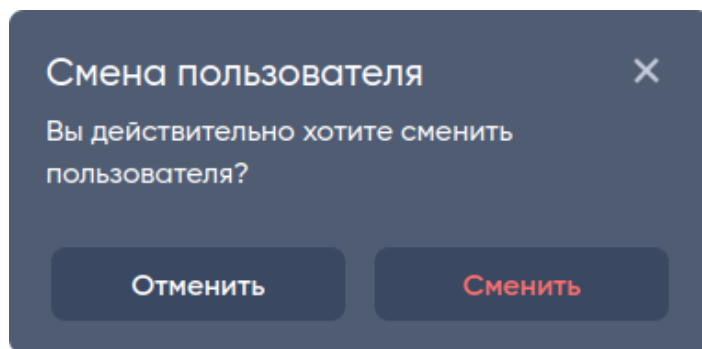 Смена пользователя
Вы действительно хотите сменить
пользователя?
Отменить
Сменить